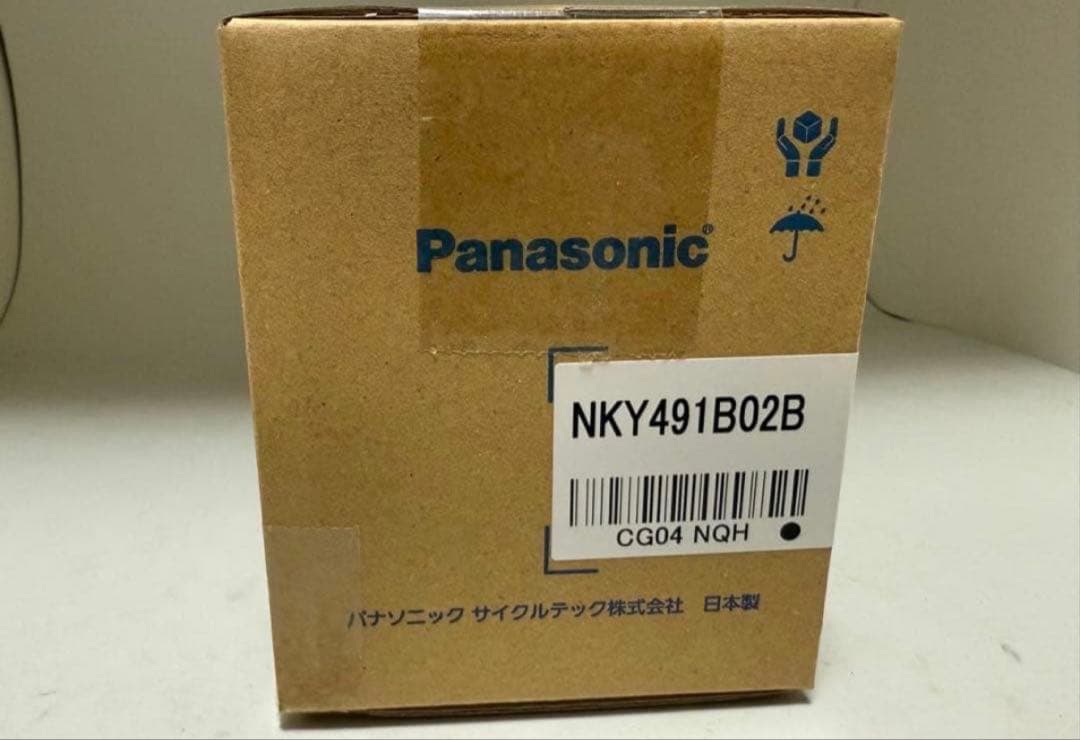 Panasonic®
NKY491B02B
CG04 NQH
パナソニック サイクルテック株式会社 日本製